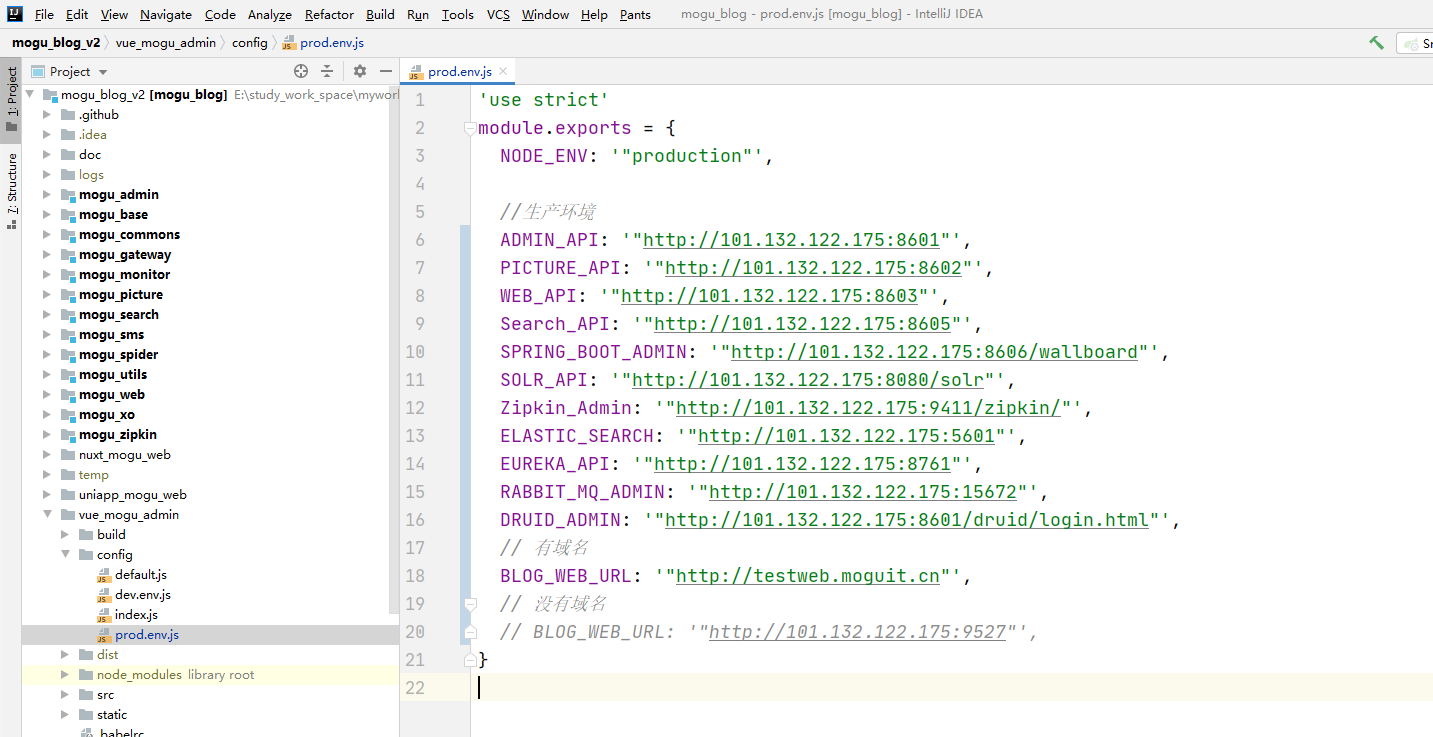 File Edit View Navigate Code Analyze Refactor Build Run Tools VCS Window Help Pants mogu_blog - prod.env.js [mogu_blog] - IntelliJ IDEA
mogu_blog_v2 vue_mogu_admin config prod.env.js
1: Project
7: Structure
Project
mogu_blog_v2 [mogu_blog] E:\study_work_space\mywor
.github
.idea
doc
logs
mogu_admin
mogu_base
mogu_commons
mogu_gateway
mogu_monitor
mogu_picture
mogu_search
mogu_sms
mogu_spider
mogu_utils
mogu_web
mogu_xo
mogu_zipkin
nuxt_mogu_web
temp
uniapp_mogu_web
vue_mogu_admin
build
config
default.js
dev.env.js
index.js
prod.env.js
dist
node_modules library root
src
static
.babelrc
prod.env.js
1 'use strict'
2 module.exports = {
3 NODE_ENV: '"production"',
4
5 //生产环境
6 ADMIN_API: '"http://101.132.122.175:8601"',
7 PICTURE_API: '"http://101.132.122.175:8602"',
8 WEB_API: '"http://101.132.122.175:8603"',
9 Search_API: '"http://101.132.122.175:8605"',
10 SPRING_BOOT_ADMIN: '"http://101.132.122.175:8606/wallboard"',
11 SOLR_API: '"http://101.132.122.175:8080/solr"',
12 Zipkin_Admin: '"http://101.132.122.175:9411/zipkin/"',
13 ELASTIC_SEARCH: '"http://101.132.122.175:5601"',
14 EUREKA_API: '"http://101.132.122.175:8761"',
15 RABBIT_MQ_ADMIN: '"http://101.132.122.175:15672"',
16 DRUID_ADMIN: '"http://101.132.122.175:8601/druid/login.html"',
17 // 有域名
18 BLOG_WEB_URL: '"http://testweb.moguit.cn"',
19 // 没有域名
20 // BLOG_WEB_URL: '"http://101.132.122.175:9527"',
21 }
22